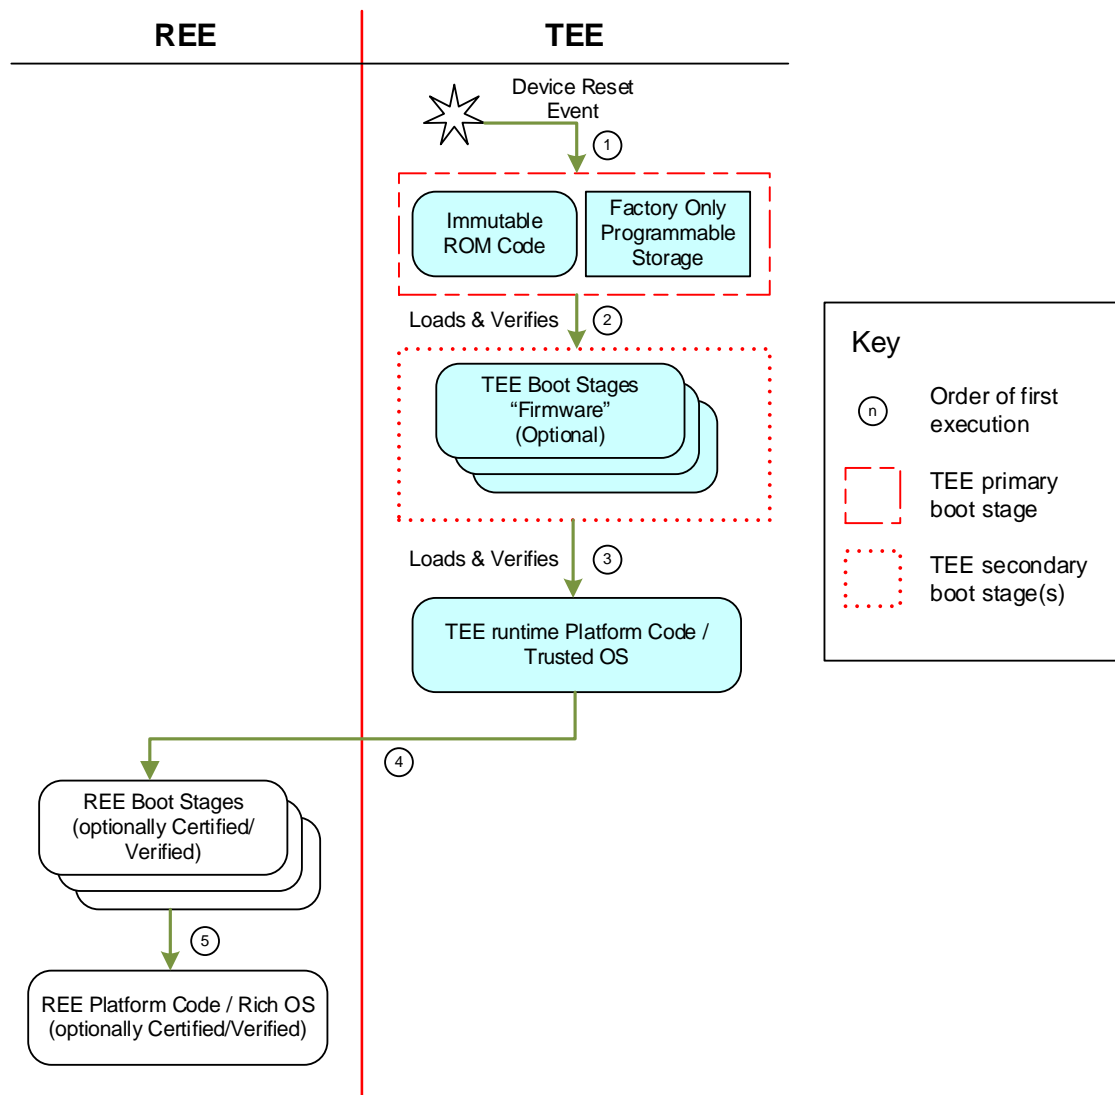 REE
TEE
Device Reset
Event
1
Immutable
ROM Code
Factory Only
Programmable
Storage
Loads & Verifies
2
TEE Boot Stages
“Firmware”
(Optional)
Loads & Verifies
3
TEE runtime Platform Code /
Trusted OS
4
REE Boot Stages
(optionally Certified/
Verified)
5
REE Platform Code / Rich OS
(optionally Certified/Verified)
Key
n
Order of first
execution
TEE primary
boot stage
TEE secondary
boot stage(s)